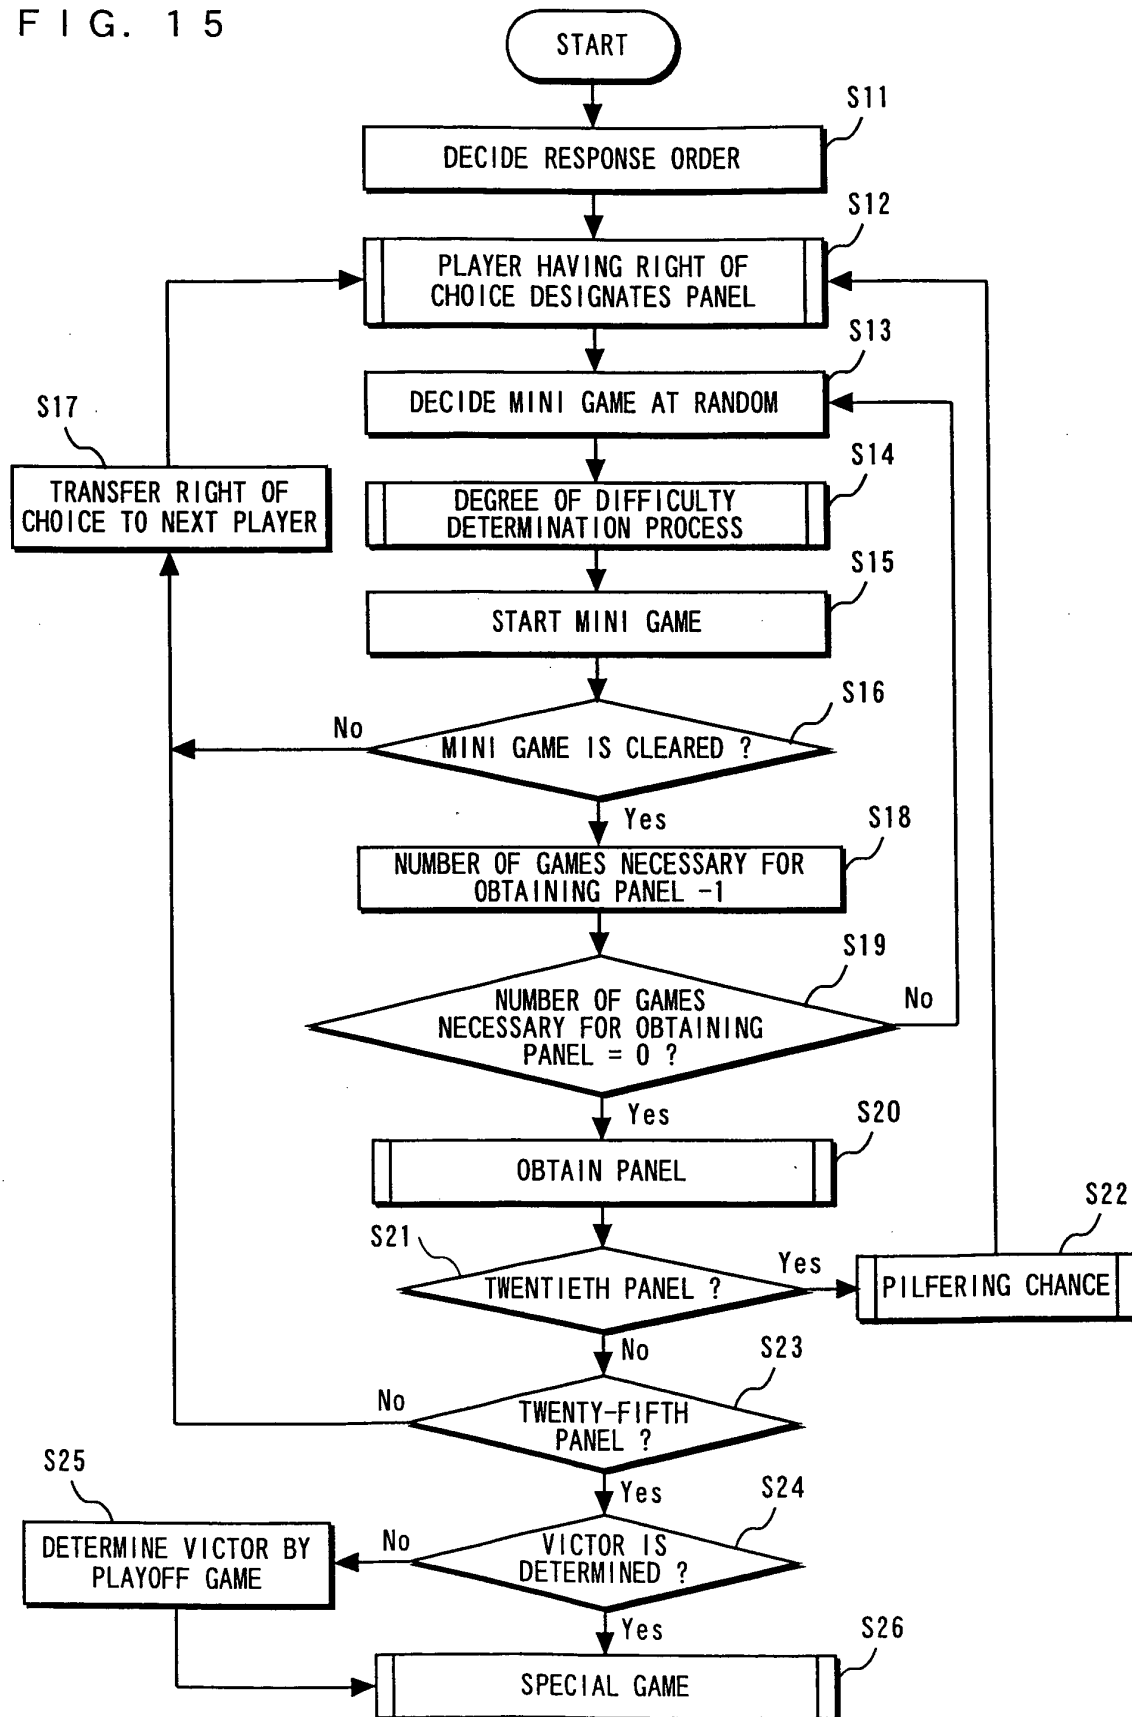 FIG. 15
START
S11
DECIDE RESPONSE ORDER
S12
PLAYER HAVING RIGHT OF
CHOICE DESIGNATES PANEL
S13
DECIDE MINI GAME AT RANDOM
S17
TRANSFER RIGHT OF
CHOICE TO NEXT PLAYER
S14
DEGREE OF DIFFICULTY
DETERMINATION PROCESS
S15
START MINI GAME
S16
No
MINI GAME IS CLEARED ?
Yes
S18
NUMBER OF GAMES NECESSARY FOR
OBTAINING PANEL -1
S19
NUMBER OF GAMES
NECESSARY FOR OBTAINING
PANEL = 0 ?
No
Yes
S20
OBTAIN PANEL
S21
TWENTIETH PANEL ?
Yes
S22
PILFERING CHANCE
No
S23
No
TWENTY-FIFTH
PANEL ?
Yes
S24
VICTOR IS
DETERMINED ?
No
S25
DETERMINE VICTOR BY
PLAYOFF GAME
Yes
S26
SPECIAL GAME